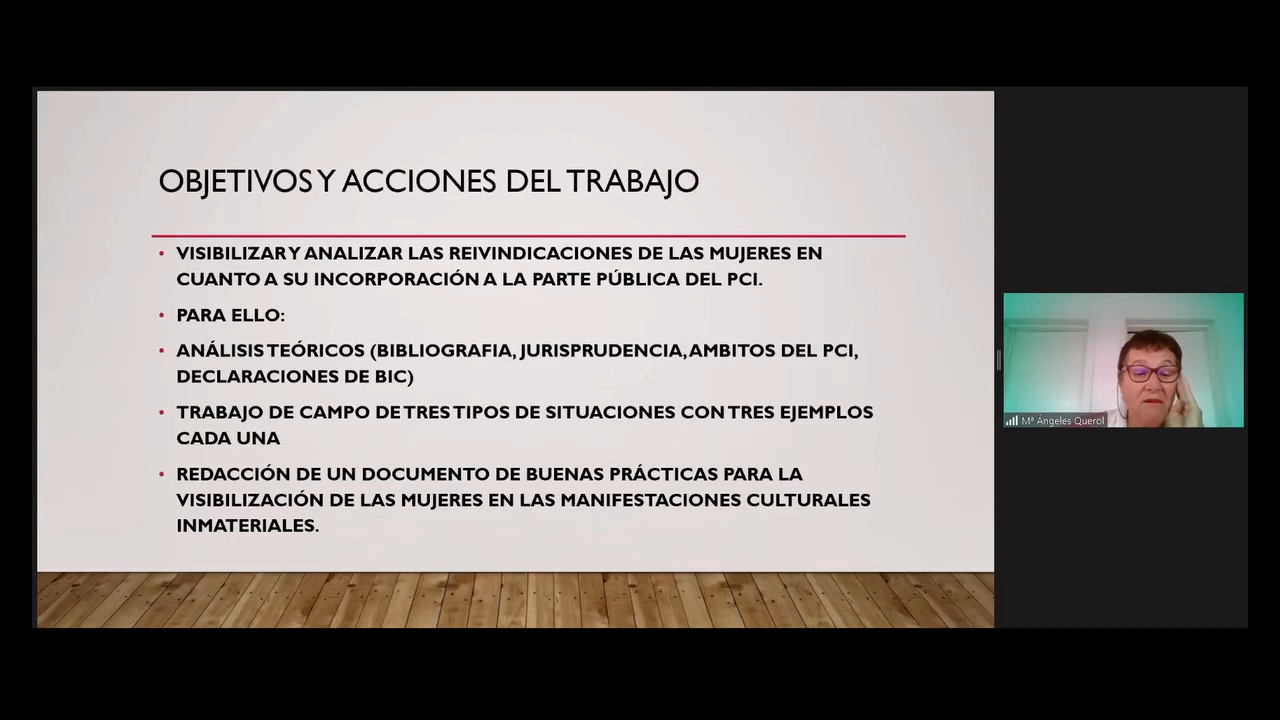 OBJETIVOS Y ACCIONES DEL TRABAJO
• VISIBILIZAR Y ANALIZAR LAS REIVINDICACIONES DE LAS MUJERES EN
CUANTO A SU INCORPORACIÓN A LA PARTE PÚBLICA DEL PCI.
• PARA ELLO:
• ANÁLISIS TEÓRICOS (BIBLIOGRAFIA, JURISPRUDENCIA, AMBITOS DEL PCI,
DECLARACIONES DE BIC)
• TRABAJO DE CAMPO DE TRES TIPOS DE SITUACIONES CON TRES EJEMPLOS
CADA UNA
• REDACCIÓN DE UN DOCUMENTO DE BUENAS PRÁCTICAS PARA LA
VISIBILIZACIÓN DE LAS MUJERES EN LAS MANIFESTACIONES CULTURALES
INMATERIALES.
Mª Ángeles Querol